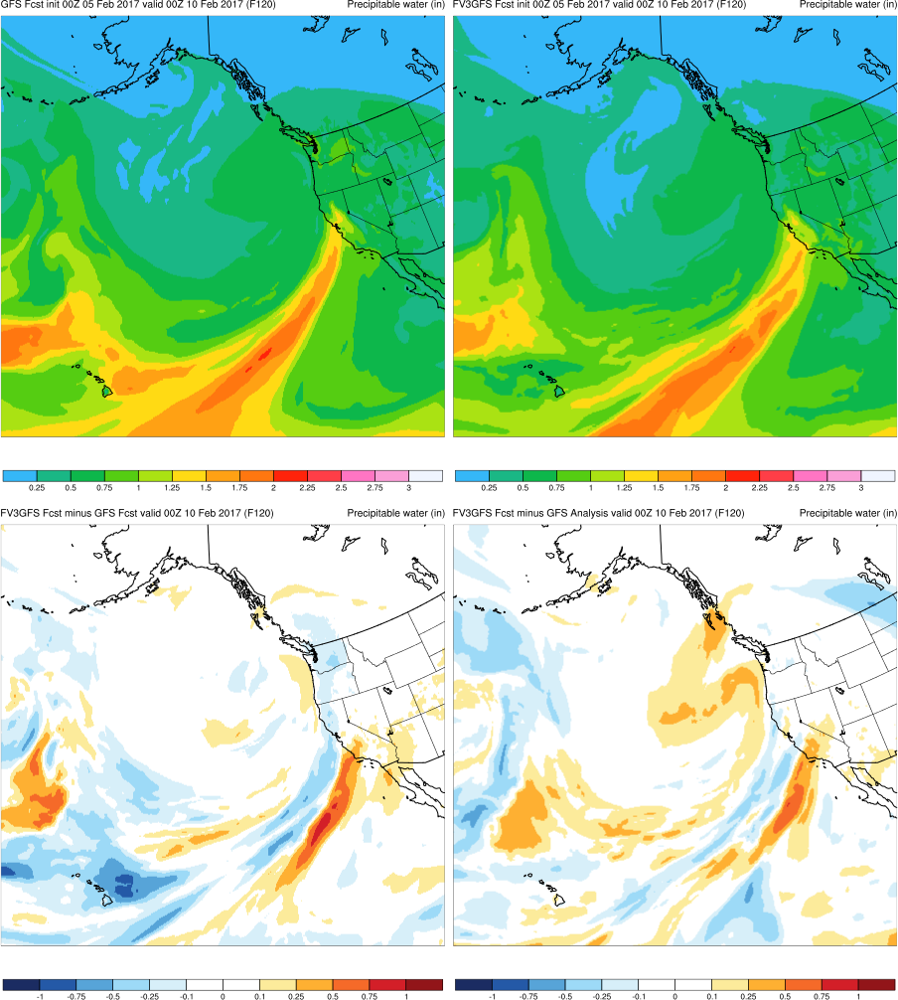 GFS Fcst init 00Z 05 Feb 2017 valid 00Z 10 Feb 2017 (F120) Precipitable water (in)
FV3GFS Fcst init 00Z 05 Feb 2017 valid 00Z 10 Feb 2017 (F120) Precipitable water (in)
0.25 0.5 0.75 1 1.25 1.5 1.75 2 2.25 2.5 2.75 3
0.25 0.5 0.75 1 1.25 1.5 1.75 2 2.25 2.5 2.75 3
FV3GFS Fcst minus GFS Fcst valid 00Z 10 Feb 2017 (F120) Precipitable water (in)
FV3GFS Fcst minus GFS Analysis valid 00Z 10 Feb 2017 (F120) Precipitable water (in)
-1 -0.75 -0.5 -0.25 -0.1 0 0.1 0.25 0.5 0.75 1
-1 -0.75 -0.5 -0.25 -0.1 0 0.1 0.25 0.5 0.75 1